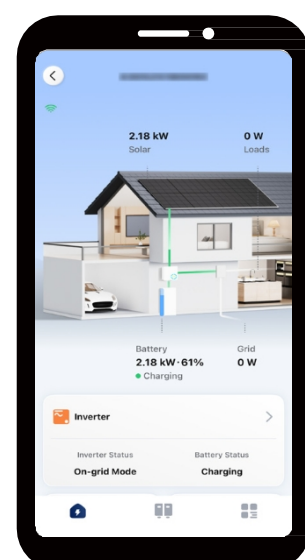 2.18 kW
0 W
Solar
Loads
Battery
Grid
2.18 kW·61%
0 W
Charging
Inverter
Inverter Status
Battery Status
On-grid Mode
Charging